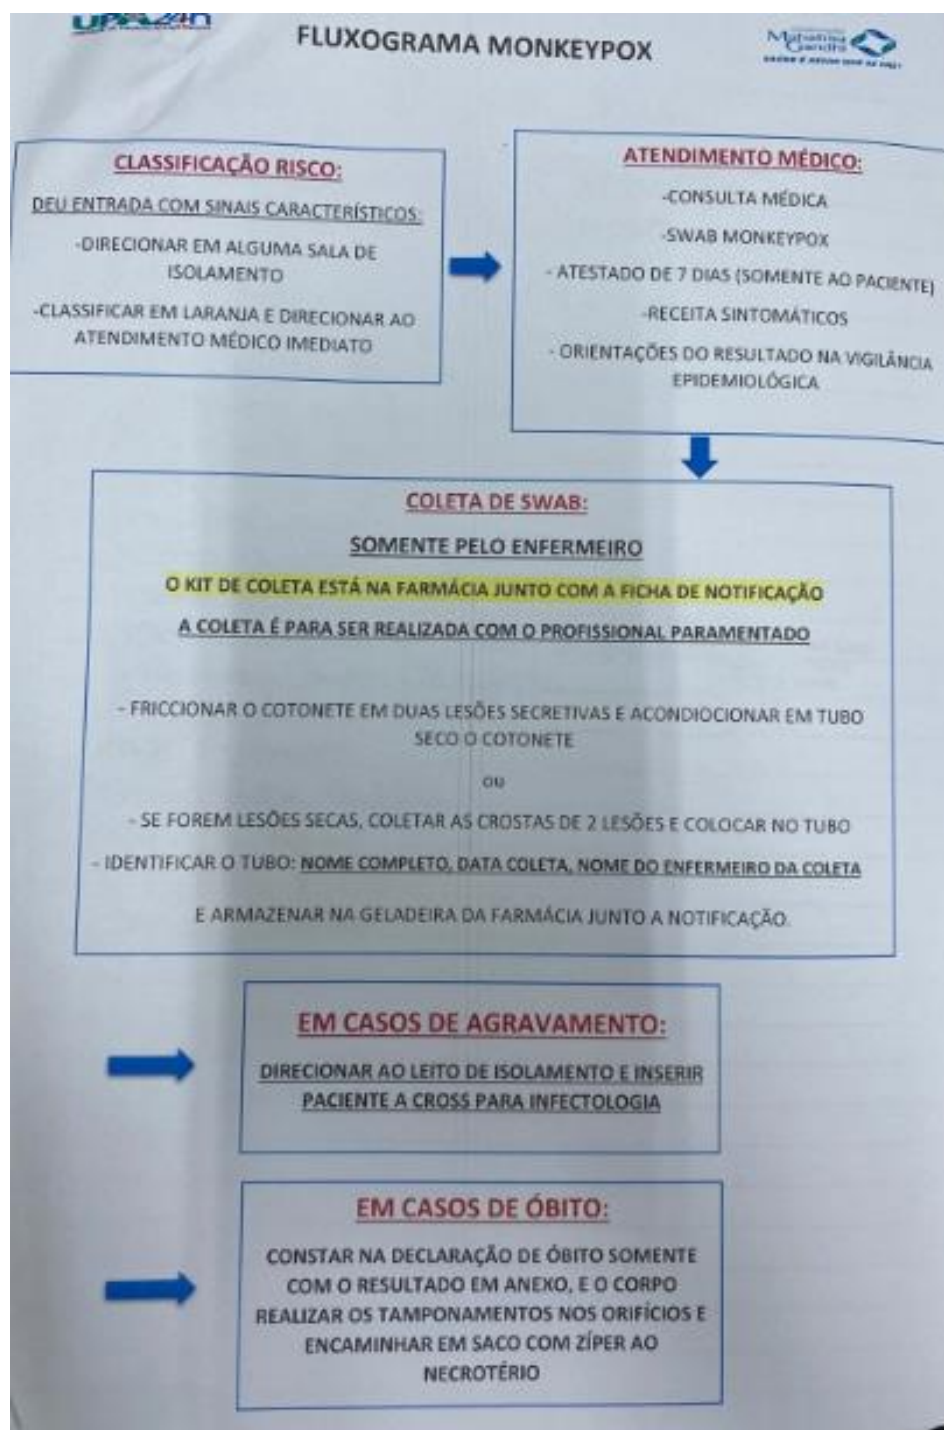 UPA24h
FLUXOGRAMA MONKEYPOX
Mahatma
Gandhi
CLASSIFICAÇÃO RISCO:
DEU ENTRADA COM SINAIS CARACTERÍSTICOS:
-DIRECIONAR EM ALGUMA SALA DE
ISOLAMENTO
-CLASSIFICAR EM LARANJA E DIRECIONAR AO
ATENDIMENTO MÉDICO IMEDIATO
ATENDIMENTO MÉDICO:
-CONSULTA MÉDICA
-SWAB MONKEYPOX
- ATESTADO DE 7 DIAS (SOMENTE AO PACIENTE)
-RECEITA SINTOMÁTICOS
- ORIENTAÇÕES DO RESULTADO NA VIGILÂNCIA
EPIDEMIOLÓGICA
COLETA DE SWAB:
SOMENTE PELO ENFERMEIRO
O KIT DE COLETA ESTÁ NA FARMÁCIA JUNTO COM A FICHA DE NOTIFICAÇÃO
A COLETA É PARA SER REALIZADA COM O PROFISSIONAL PARAMENTADO
- FRICCIONAR O COTONETE EM DUAS LESÕES SECRETIVAS E ACONDIOCIONAR EM TUBO
SECO O COTONETE
OU
- SE FOREM LESÕES SECAS, COLETAR AS CROSTAS DE 2 LESÕES E COLOCAR NO TUBO
- IDENTIFICAR O TUBO: NOME COMPLETO, DATA COLETA, NOME DO ENFERMEIRO DA COLETA
E ARMAZENAR NA GELADEIRA DA FARMÁCIA JUNTO A NOTIFICAÇÃO.
EM CASOS DE AGRAVAMENTO:
DIRECIONAR AO LEITO DE ISOLAMENTO E INSERIR
PACIENTE A CROSS PARA INFECTOLOGIA
EM CASOS DE ÓBITO:
CONSTAR NA DECLARAÇÃO DE ÓBITO SOMENTE
COM O RESULTADO EM ANEXO, E O CORPO
REALIZAR OS TAMPONAMENTOS NOS ORIFÍCIOS E
ENCAMINHAR EM SACO COM ZÍPER AO
NECROTÉRIO